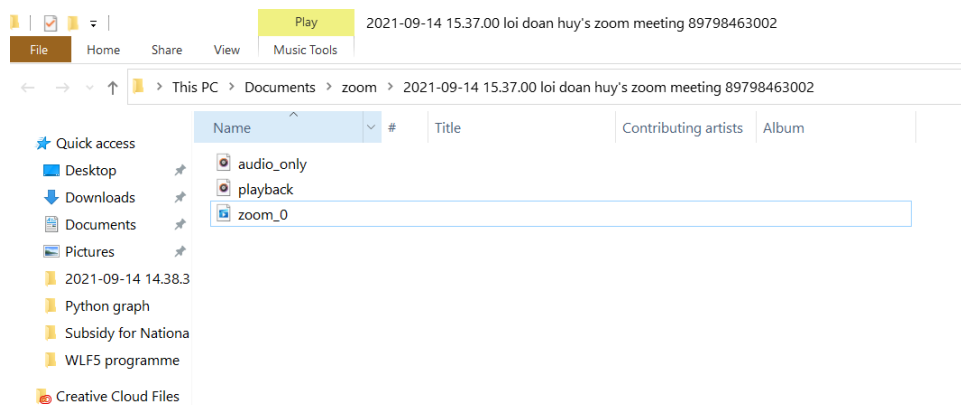 Play 2021-09-14 15.37.00 loi doan huy's zoom meeting 89798463002
File Home Share View Music Tools
This PC > Documents > zoom > 2021-09-14 15.37.00 loi doan huy's zoom meeting 89798463002
Name # Title Contributing artists Album
Quick access
audio_only
Desktop
playback
Downloads
zoom_0
Documents
Pictures
2021-09-14 14.38.3
Python graph
Subsidy for Nationa
WLF5 programme
Creative Cloud Files